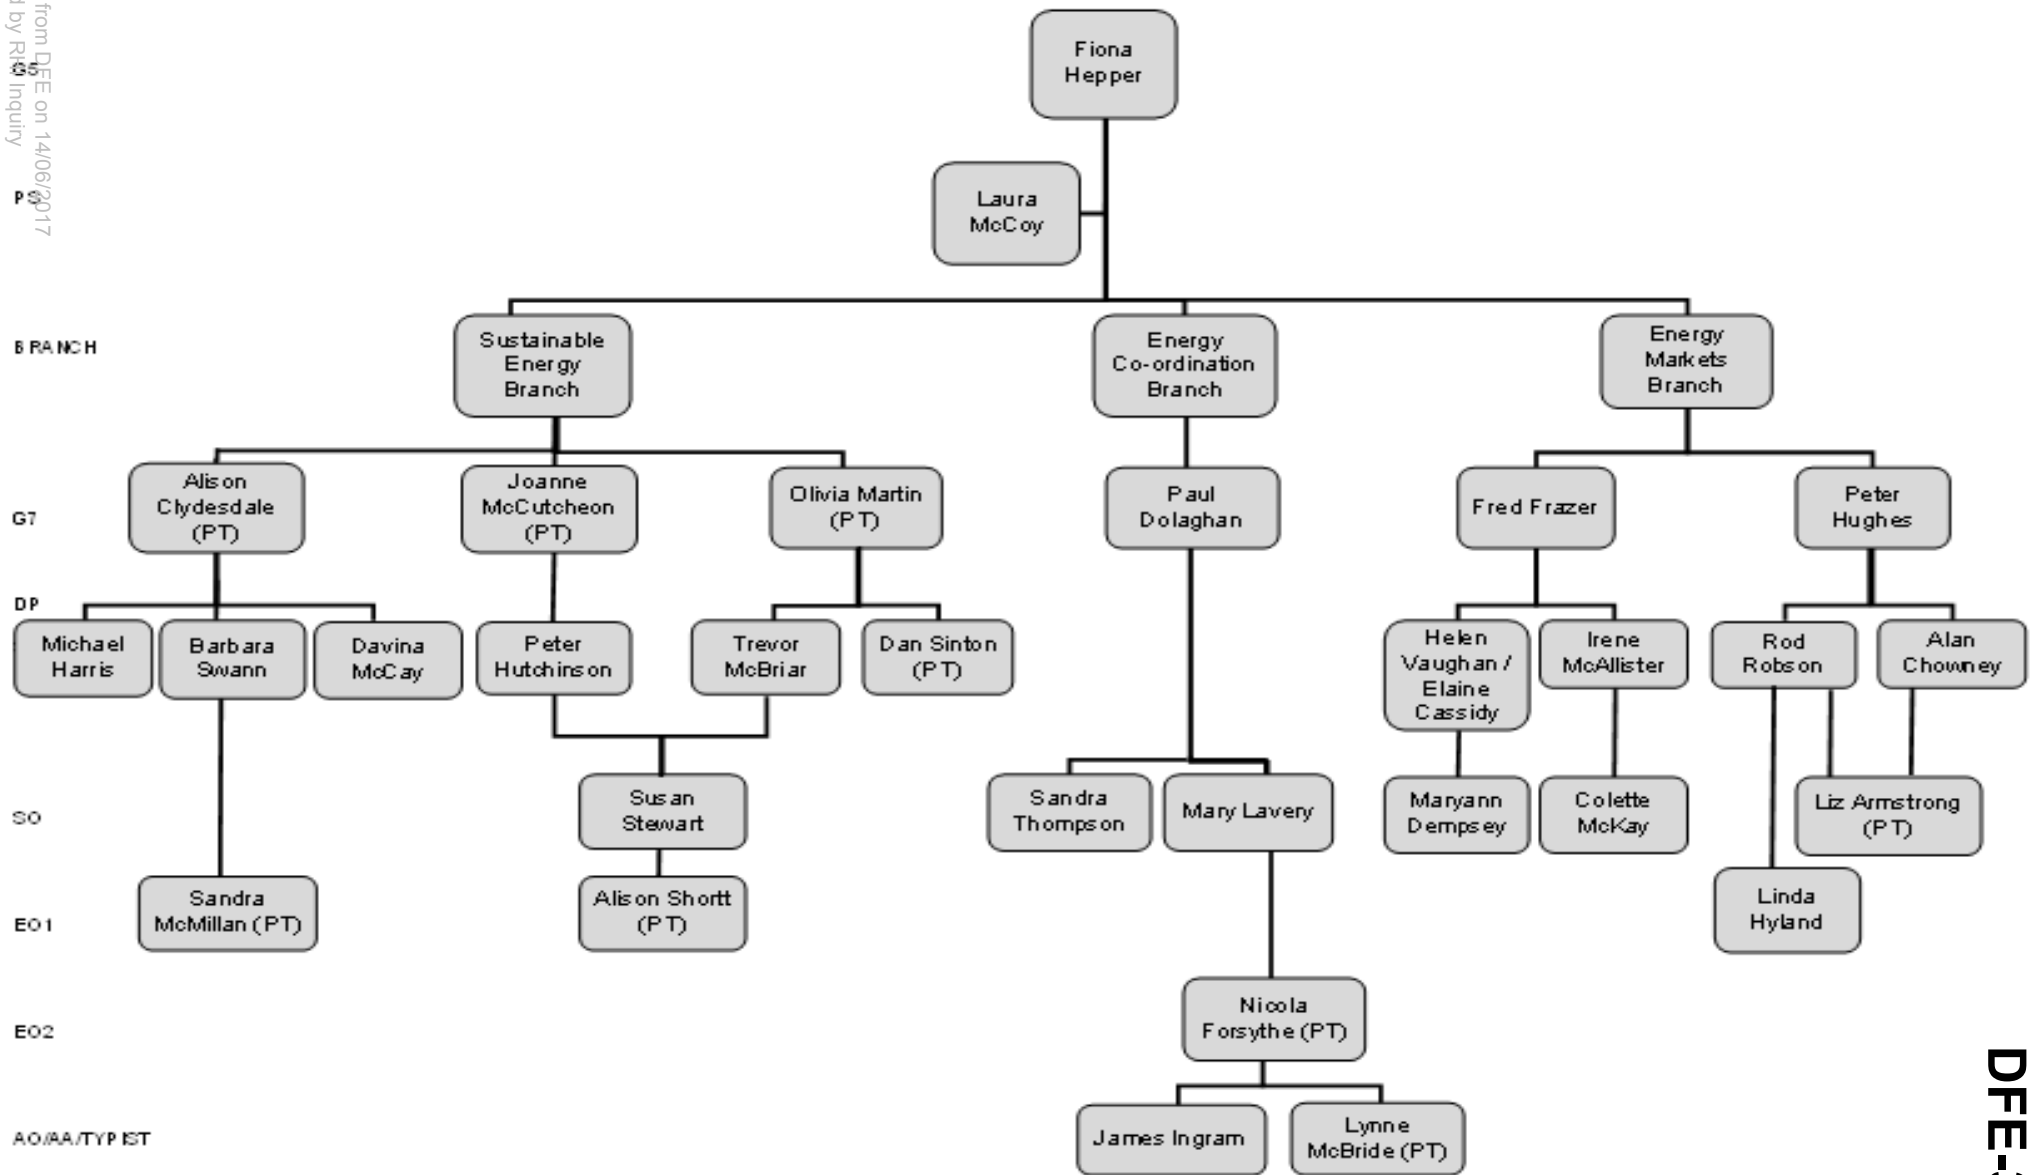 from DFE on 14/06/2017
d by RHI Inquiry
G5
Fiona
Hepper
PS
Laura
McCoy
BRANCH
Sustainable
Energy
Branch
Energy
Co-ordination
Branch
Energy
Markets
Branch
G7
Alison
Clydesdale
(PT)
Joanne
McCutcheon
(PT)
Olivia Martin
(PT)
Paul
Dolaghan
Fred Frazer
Peter
Hughes
DP
Michael
Harris
Barbara
Swann
Davina
McCay
Peter
Hutchinson
Trevor
McBriar
Dan Sinton
(PT)
Helen
Vaughan /
Elaine
Cassidy
Irene
McAllister
Rod
Robson
Alan
Chowney
SO
Susan
Stewart
Sandra
Thompson
Mary Lavery
Maryann
Dempsey
Colette
McKay
Liz Armstrong
(PT)
EO1
Sandra
McMillan (PT)
Alison Shortt
(PT)
Linda
Hyland
EO2
Nicola
Forsythe (PT)
AO/AA/TYPIST
James Ingram
Lynne
McBride (PT)
DFE-